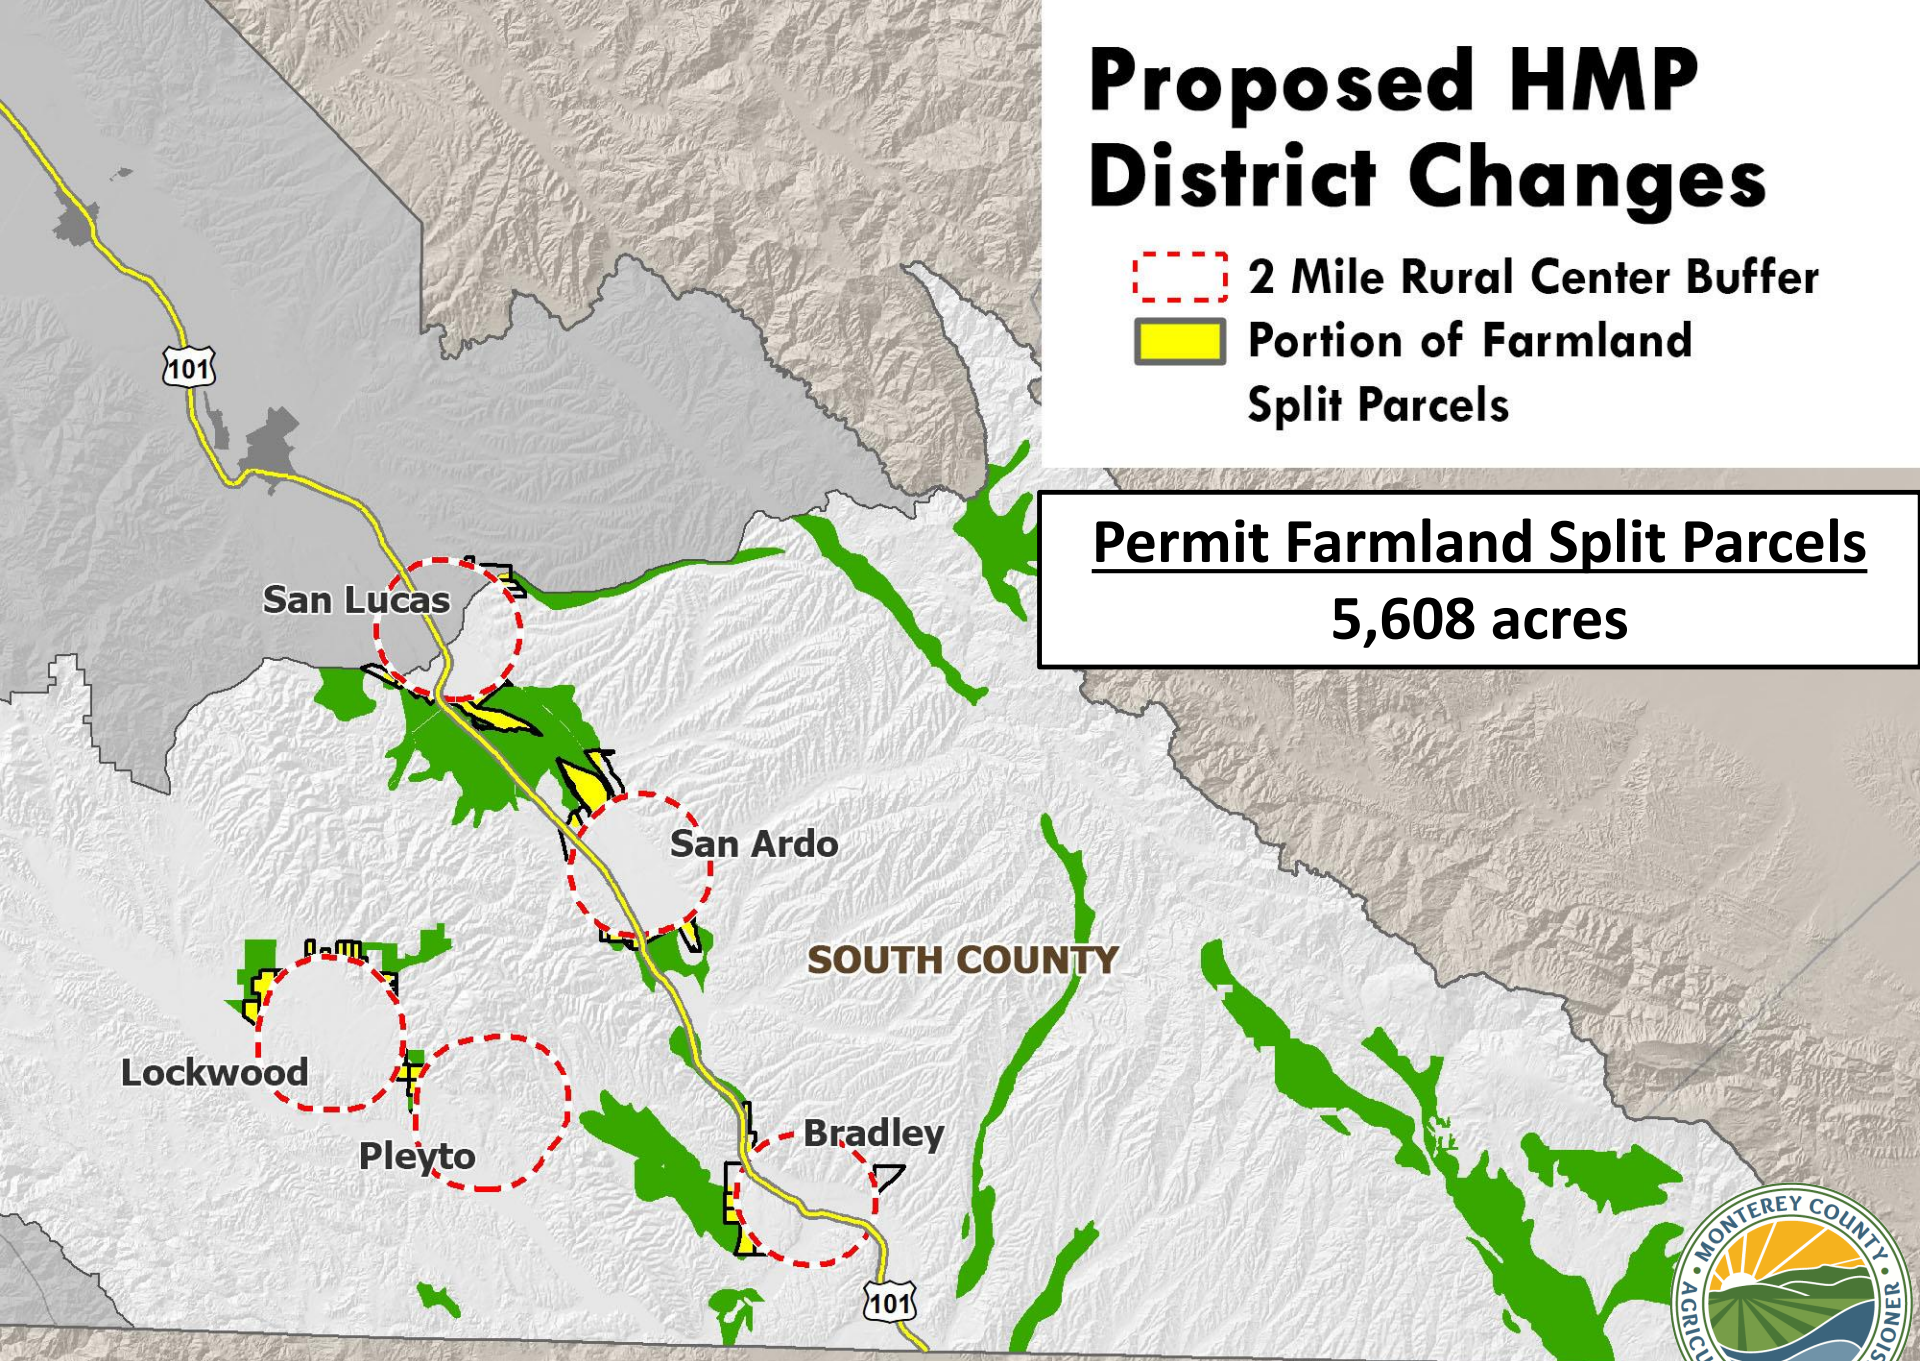 Proposed HMP
District Changes
2 Mile Rural Center Buffer
Portion of Farmland
Split Parcels
Permit Farmland Split Parcels
5,608 acres
101
San Lucas
San Ardo
SOUTH COUNTY
Lockwood
Pleyto
Bradley
101
MONTEREY COUNTY